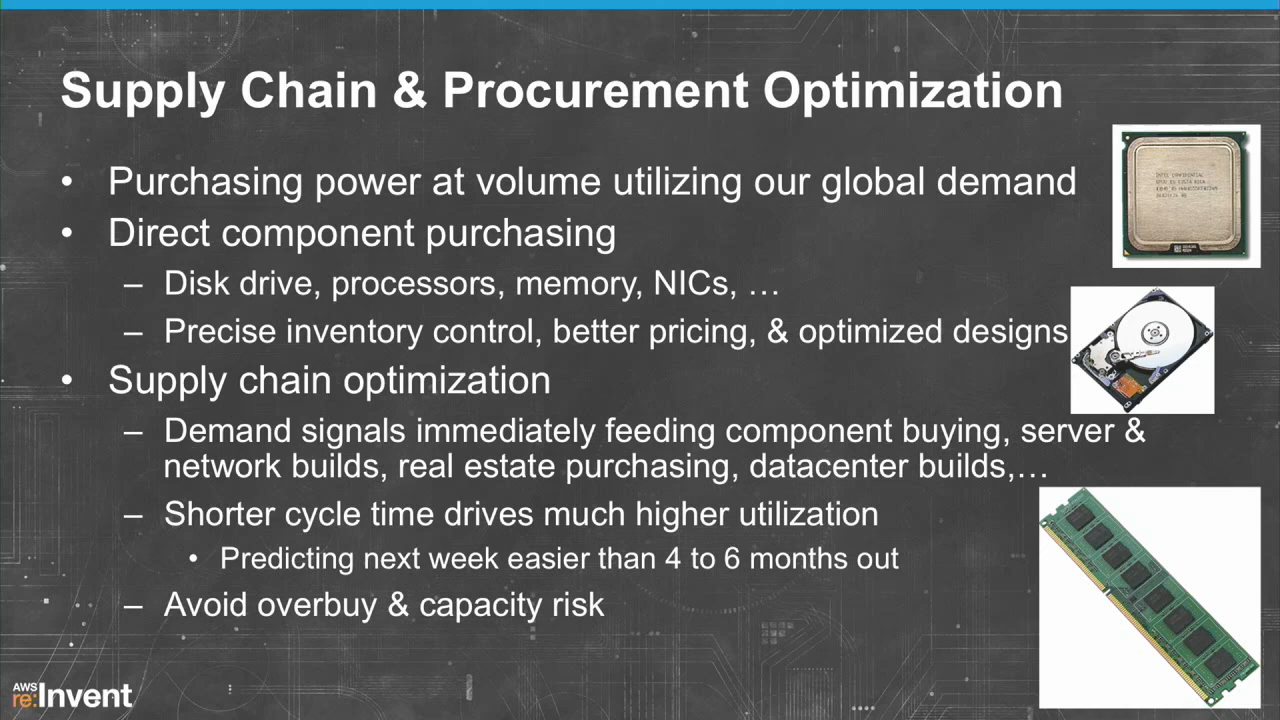 Supply Chain & Procurement Optimization
• Purchasing power at volume utilizing our global demand
• Direct component purchasing
– Disk drive, processors, memory, NICs, …
– Precise inventory control, better pricing, & optimized designs
• Supply chain optimization
– Demand signals immediately feeding component buying, server &
network builds, real estate purchasing, datacenter builds,…
– Shorter cycle time drives much higher utilization
• Predicting next week easier than 4 to 6 months out
– Avoid overbuy & capacity risk
INTEL CONFIDENTIAL
AWS
re:Invent